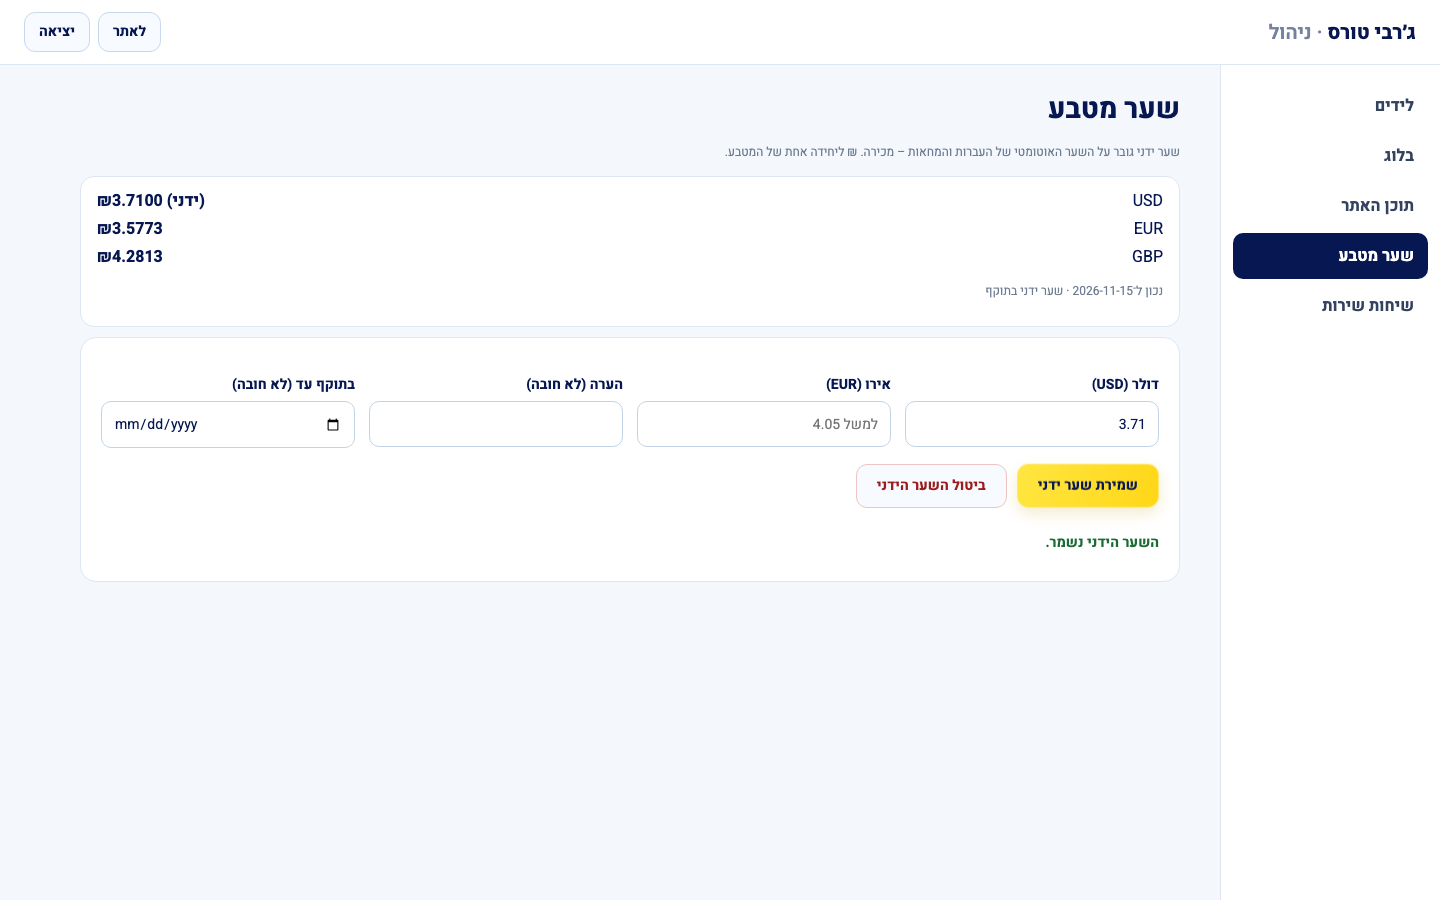 ג׳רבי טורס · ניהול
לאתר
יציאה
לידים
בלוג
תוכן האתר
שער מטבע
שיחות שירות
שער מטבע
שער ידני גובר על השער האוטומטי של העברות והמחאות – מכירה. ₪ ליחידה אחת של המטבע.
USD ₪3.7100 (ידני)
EUR ₪3.5773
GBP ₪4.2813
נכון ל־2026-11-15 · שער ידני בתוקף
דולר (USD)
3.71
אירו (EUR)
למשל 4.05
הערה (לא חובה)
בתוקף עד (לא חובה)
mm/dd/yyyy
שמירת שער ידני
ביטול השער הידני
השער הידני נשמר.